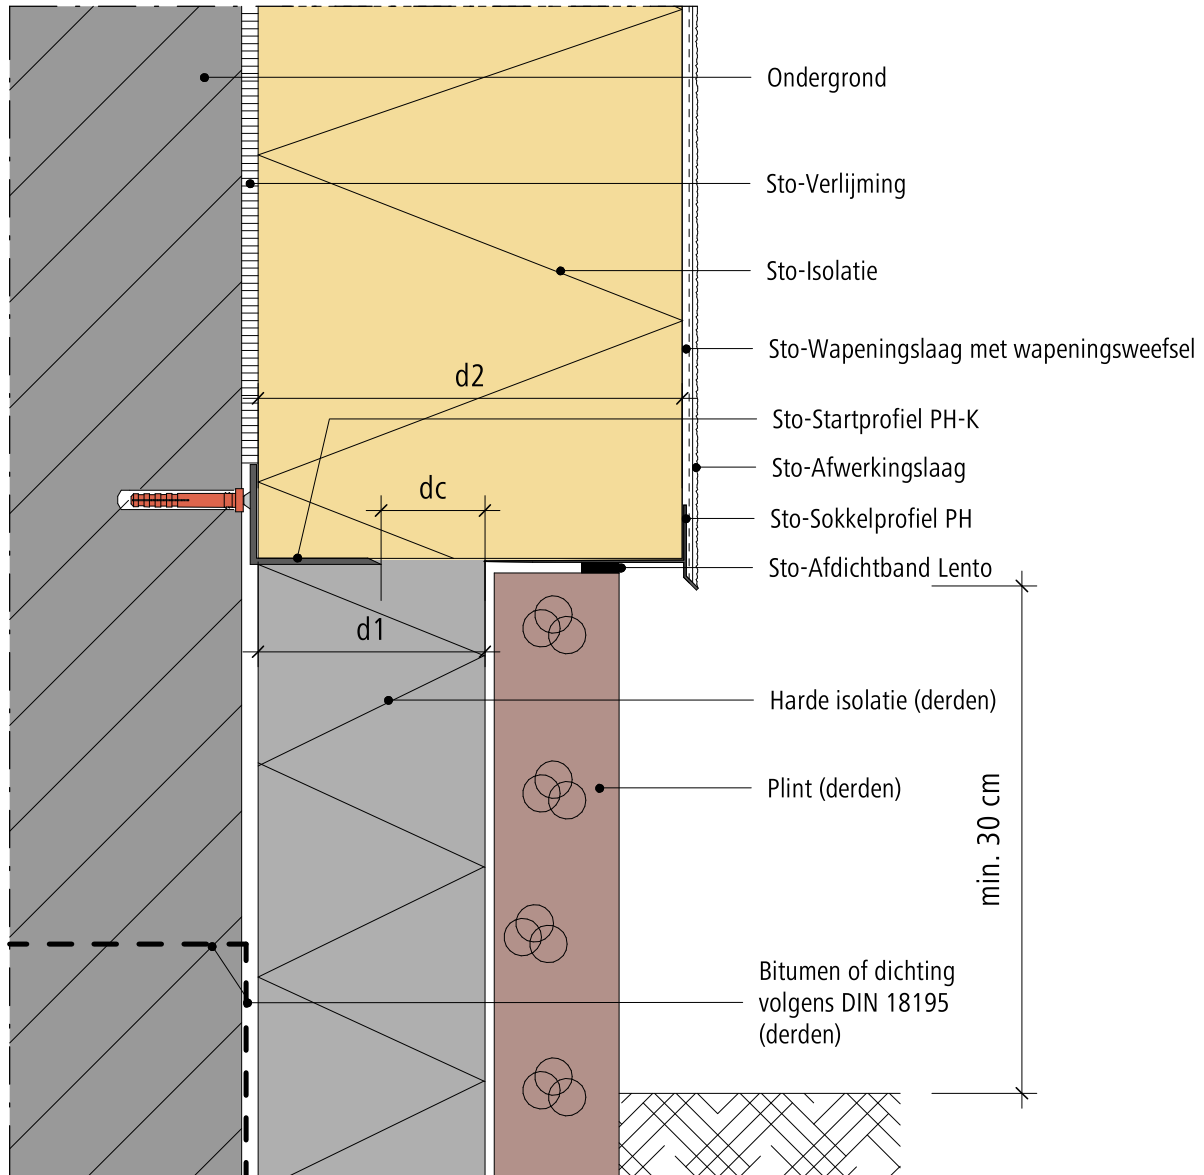 Ondergrond
Sto-Verlijming
Sto-Isolatie
Sto-Wapeningslaag met wapeningsweefsel
d2
Sto-Startprofiel PH-K
Sto-Afwerkingslaag
dc
Sto-Sokkelprofiel PH
Sto-Afdichtband Lento
d1
Harde isolatie (derden)
Plint (derden)
min. 30 cm
Bitumen of dichting
volgens DIN 18195
(derden)